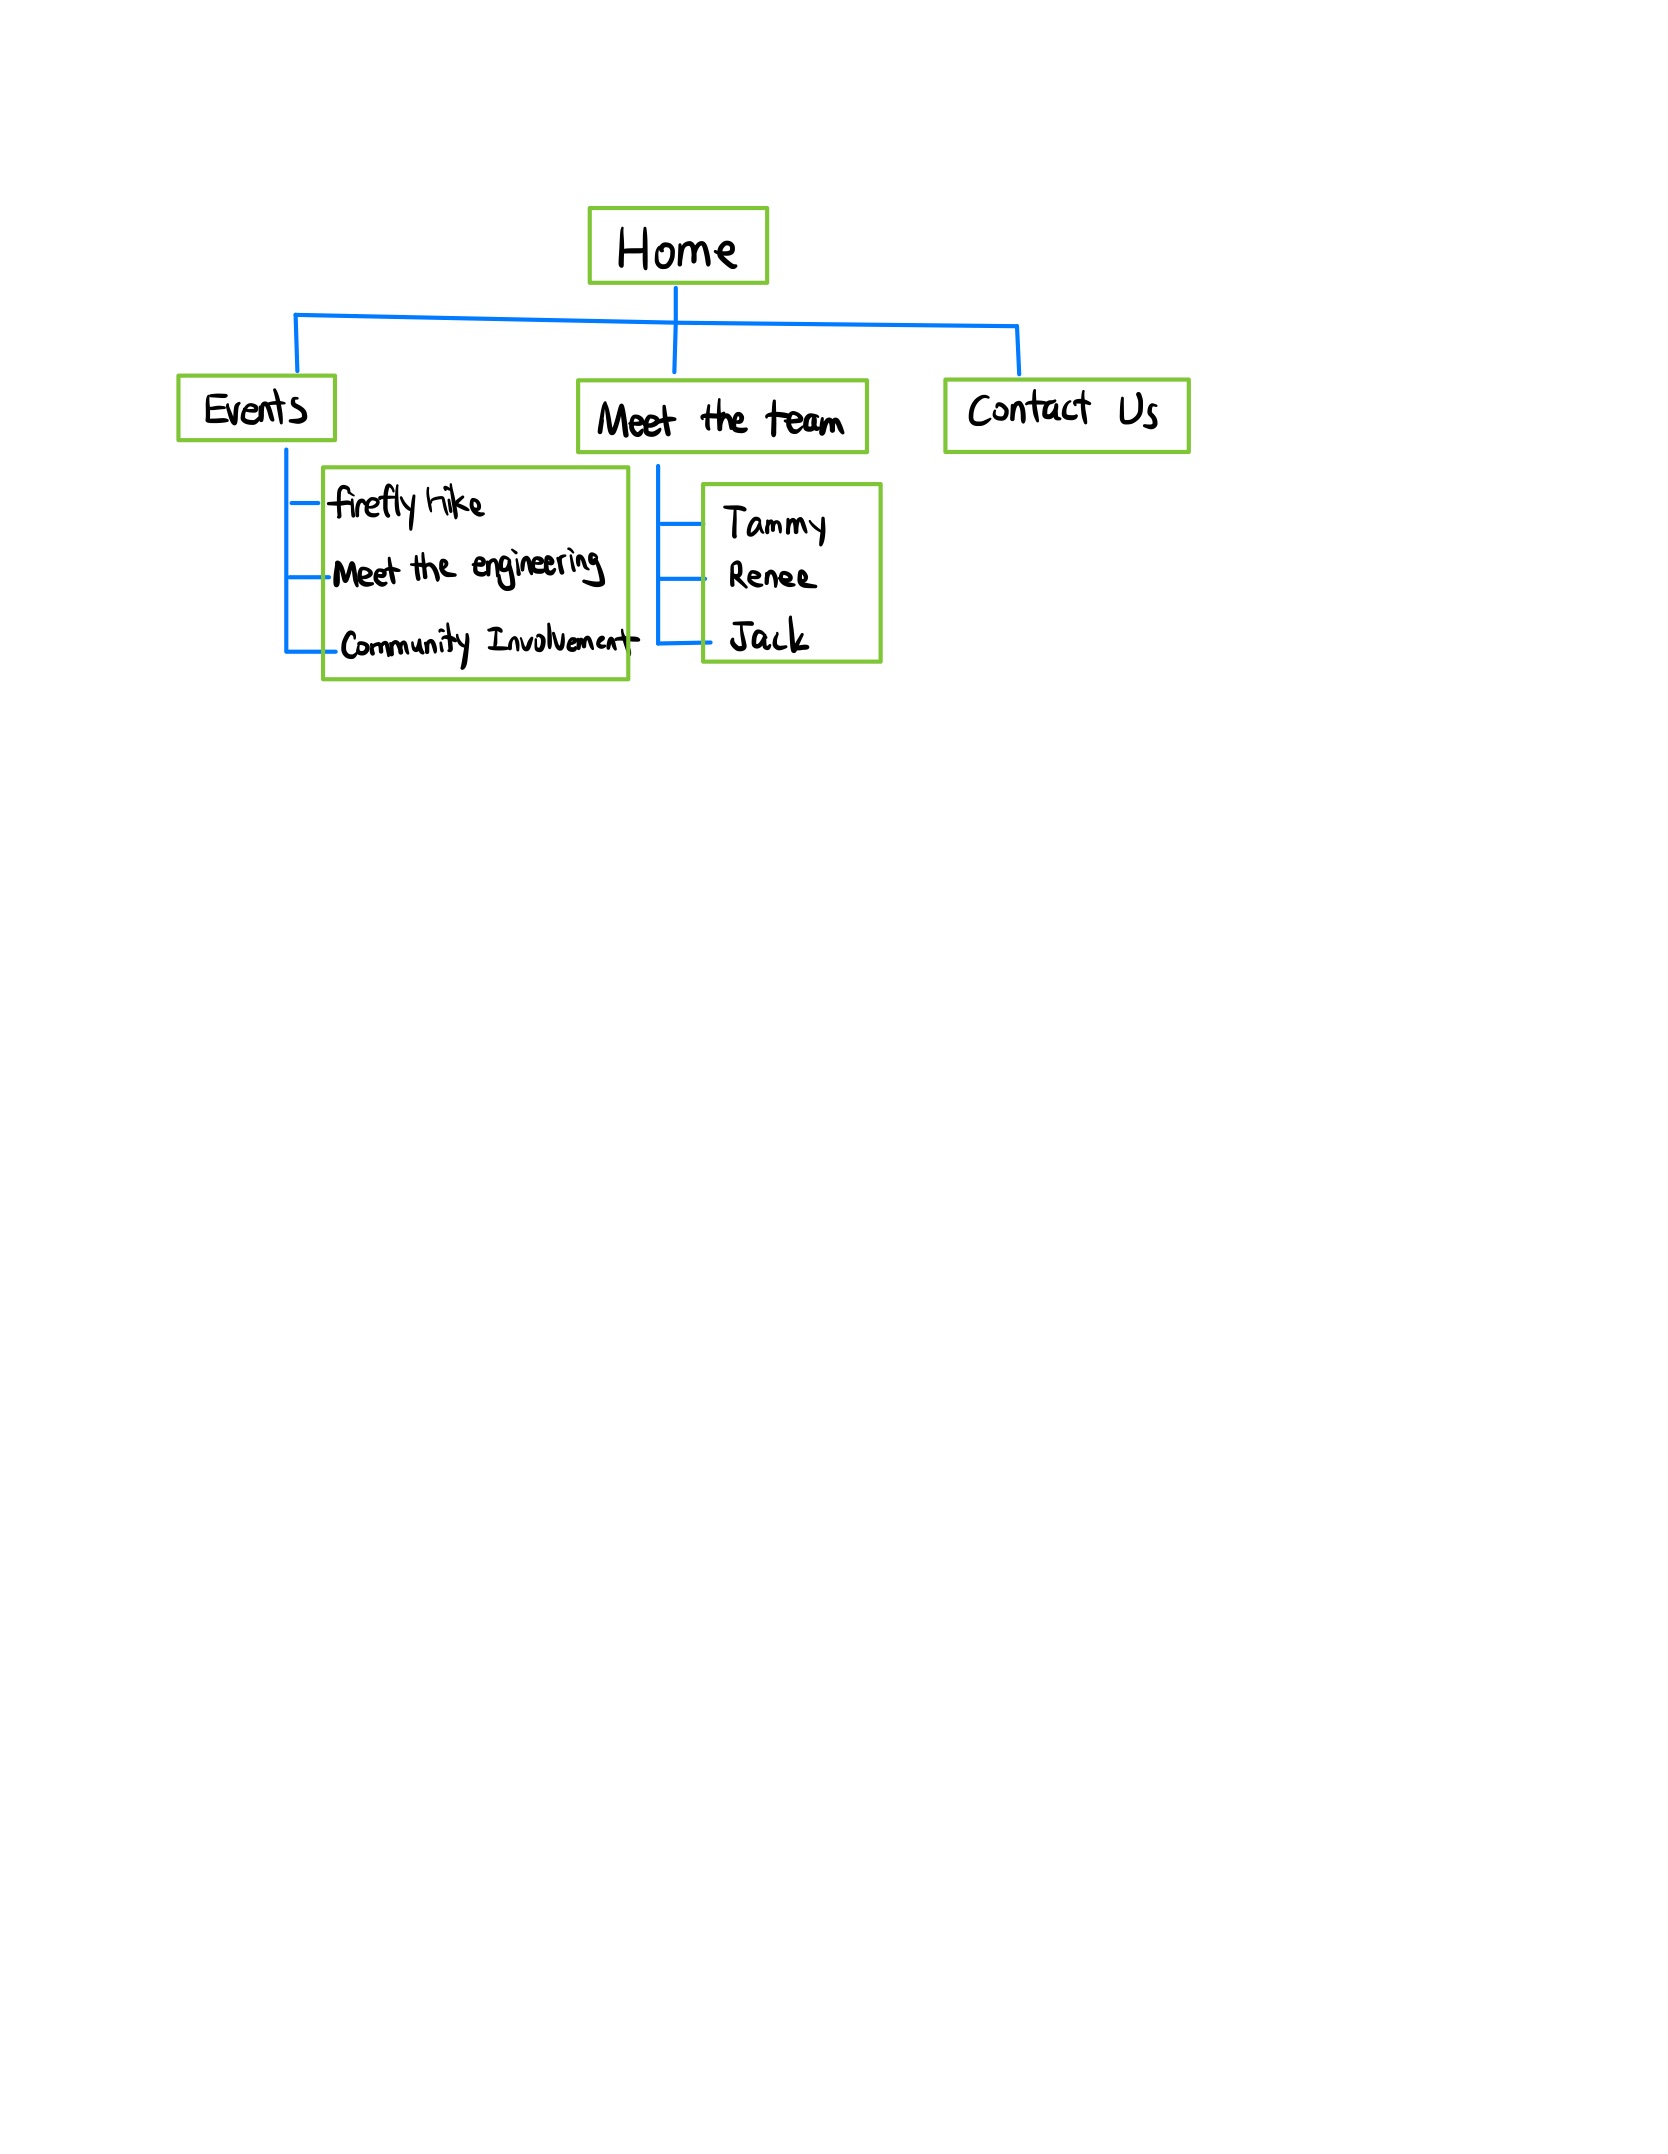 Home
Events
Meet the team
Contact Us
firefly hike
Meet the engineering
Community Involvement
Tammy
Renee
Jack